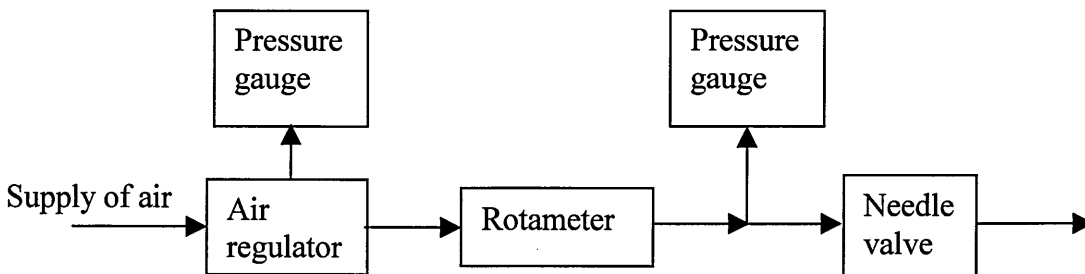 Pressure
gauge
Pressure
gauge
Supply of air
Air
regulator
Rotameter
Needle
valve